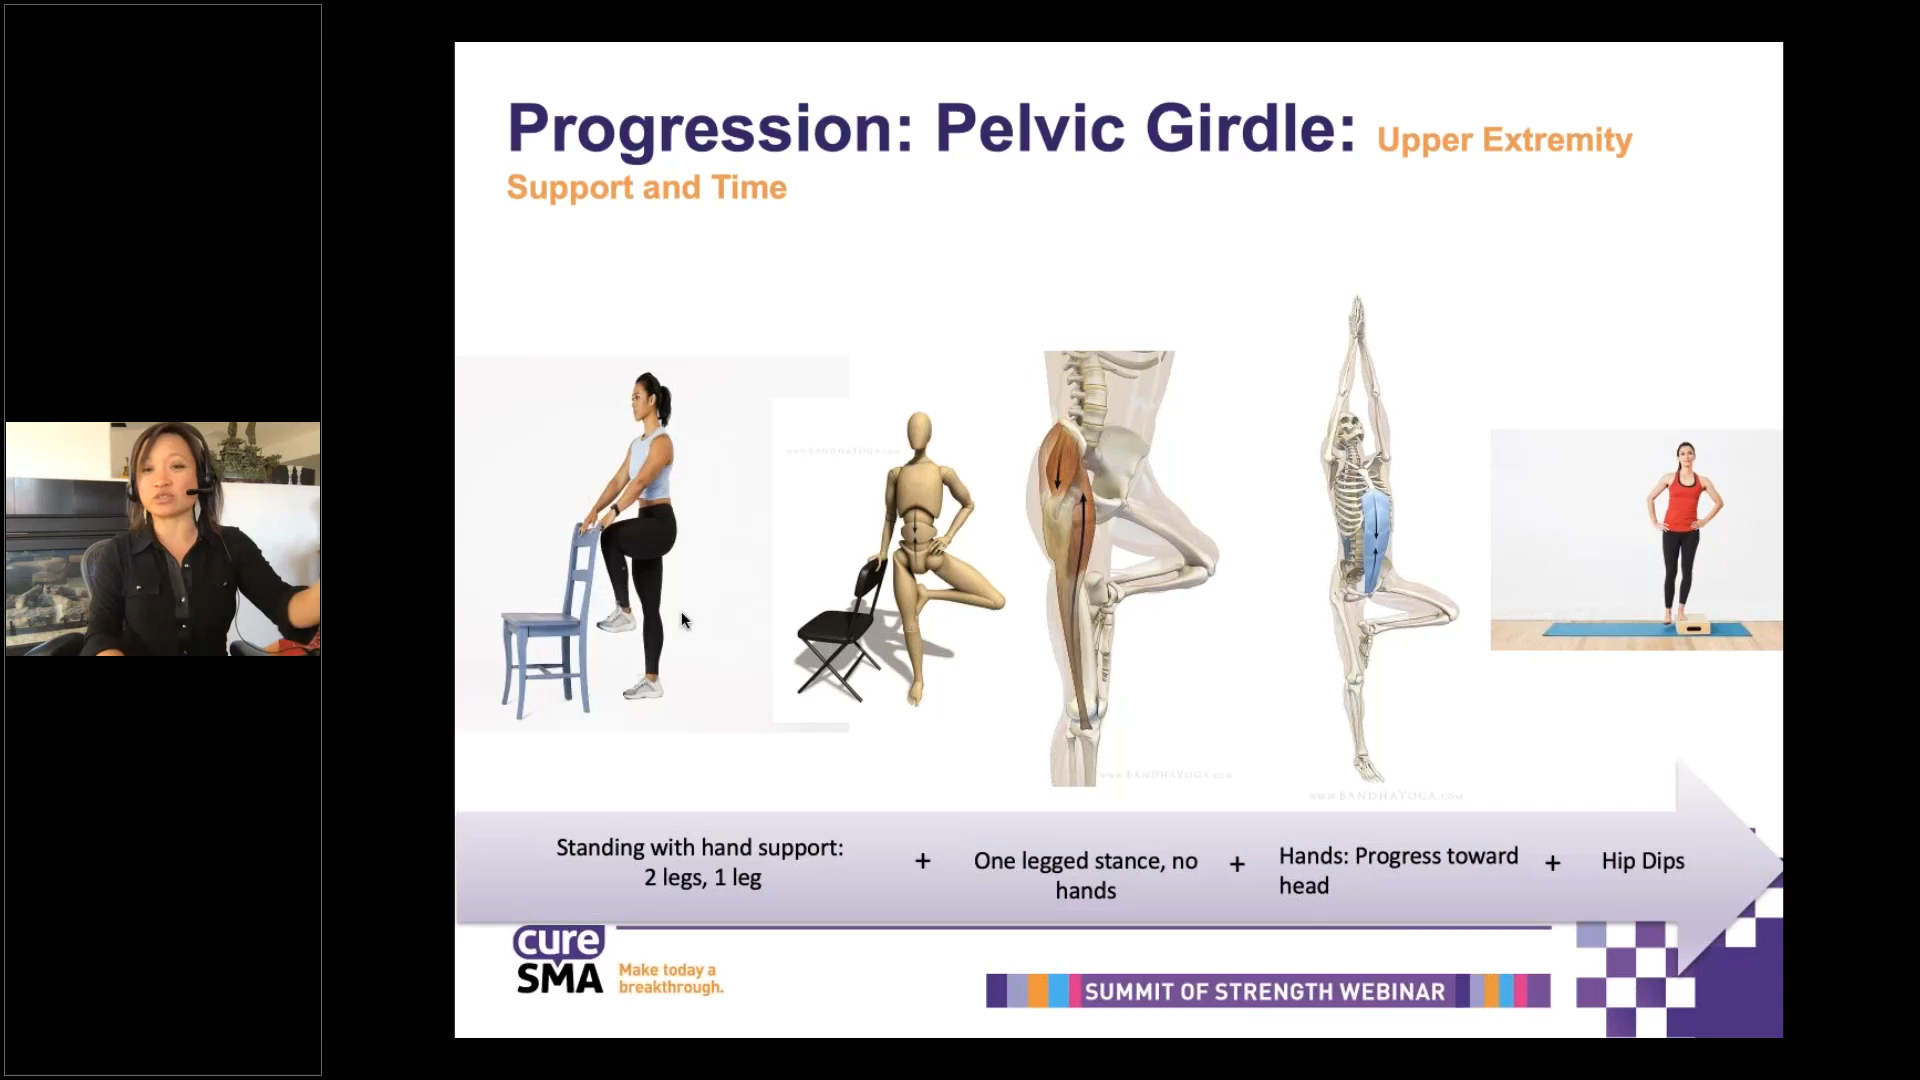 Progression: Pelvic Girdle: Upper Extremity
Support and Time
www.BANDHAYOGA.com
www.BANDHAYOGA.com
www.BANDHAYOGA.com
Standing with hand support:
2 legs, 1 leg
+
One legged stance, no
hands
+
Hands: Progress toward
head
+
Hip Dips
cure
SMA
Make today a
breakthrough.
SUMMIT OF STRENGTH WEBINAR